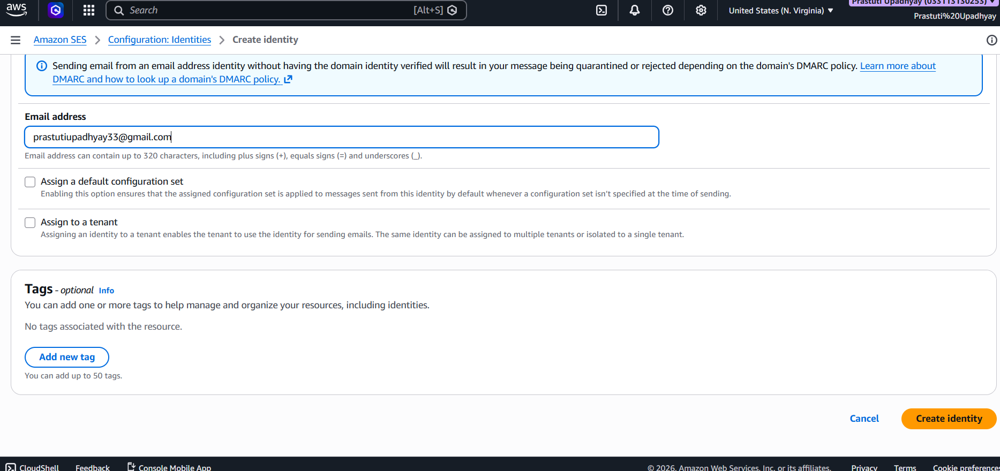 aws
Search [Alt+S]
United States (N. Virginia) ▼
Prastuti Upadhyay (033113130253) ▼
Prastuti%20Upadhyay
Amazon SES > Configuration: Identities > Create identity
Sending email from an email address identity without having the domain identity verified will result in your message being quarantined or rejected depending on the domain's DMARC policy. Learn more about
DMARC and how to look up a domain's DMARC policy.
Email address
prastutiupadhyay33@gmail.com
Email address can contain up to 320 characters, including plus signs (+), equals signs (=) and underscores (_).
Assign a default configuration set
Enabling this option ensures that the assigned configuration set is applied to messages sent from this identity by default whenever a configuration set isn’t specified at the time of sending.
Assign to a tenant
Assigning an identity to a tenant enables the tenant to use the identity for sending emails. The same identity can be assigned to multiple tenants or isolated to a single tenant.
Tags - optional Info
You can add one or more tags to help manage and organize your resources, including identities.
No tags associated with the resource.
Add new tag
You can add up to 50 tags.
Cancel Create identity
CloudShell Feedback Console Mobile App © 2026, Amazon Web Services, Inc. or its affiliates. Privacy Terms Cookie preferences